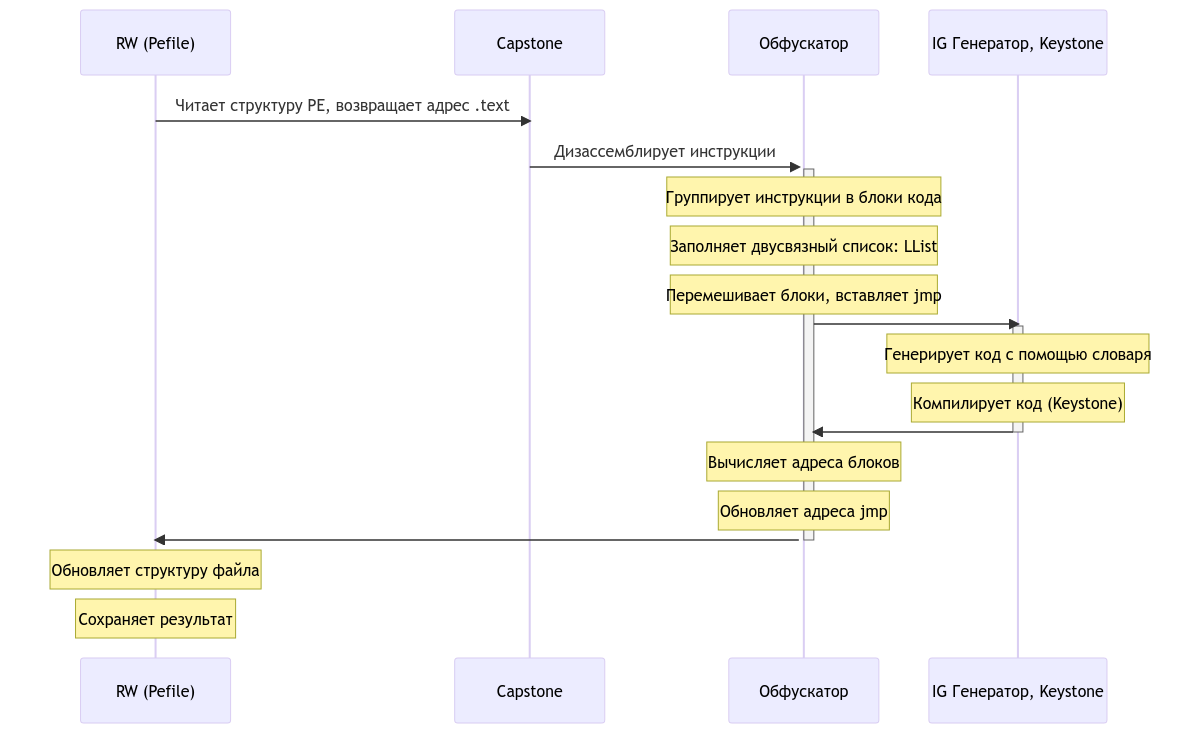 RW (Pefile)
Capstone
Обфускатор
IG Генератор, Keystone
Читает структуру PE, возвращает адрес .text
Дизассемблирует инструкции
Группирует инструкции в блоки кода
Заполняет двусвязный список: LList
Перемешивает блоки, вставляет jmp
Генерирует код с помощью словаря
Компилирует код (Keystone)
Вычисляет адреса блоков
Обновляет адреса jmp
Обновляет структуру файла
Сохраняет результат
RW (Pefile)
Capstone
Обфускатор
IG Генератор, Keystone